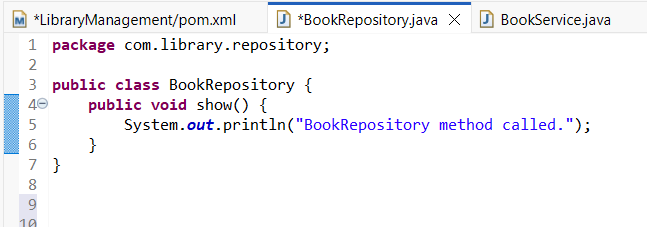 *LibraryManagement/pom.xml *BookRepository.java BookService.java
1 package com.library.repository;
2
3 public class BookRepository {
4 public void show() {
5 System.out.println("BookRepository method called.");
6 }
7 }
8
9
10